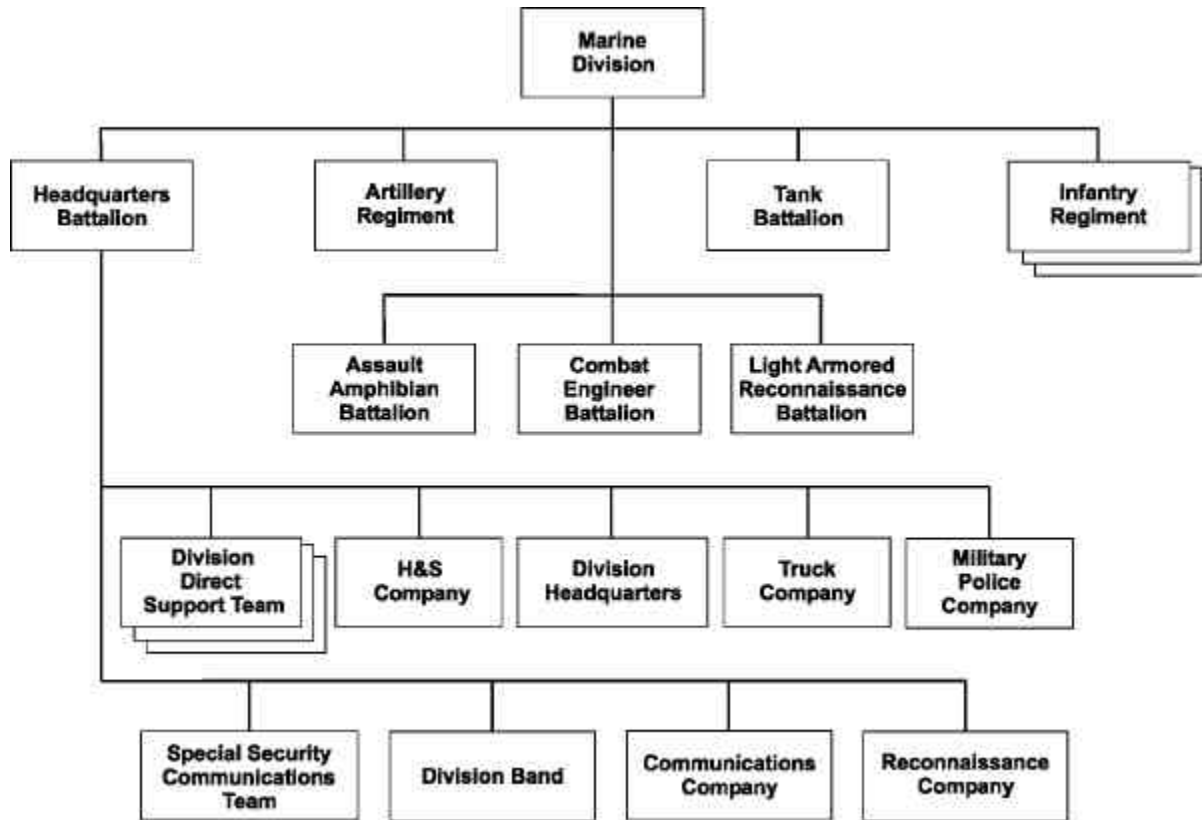 Marine
Division
Headquarters
Battalion
Artillery
Regiment
Tank
Battalion
Infantry
Regiment
Assault
Amphibian
Battalion
Combat
Engineer
Battalion
Light Armored
Reconnaissance
Battalion
Division
Direct
Support Team
H&S
Company
Division
Headquarters
Truck
Company
Military
Police
Company
Special Security
Communications
Team
Division Band
Communications
Company
Reconnaissance
Company